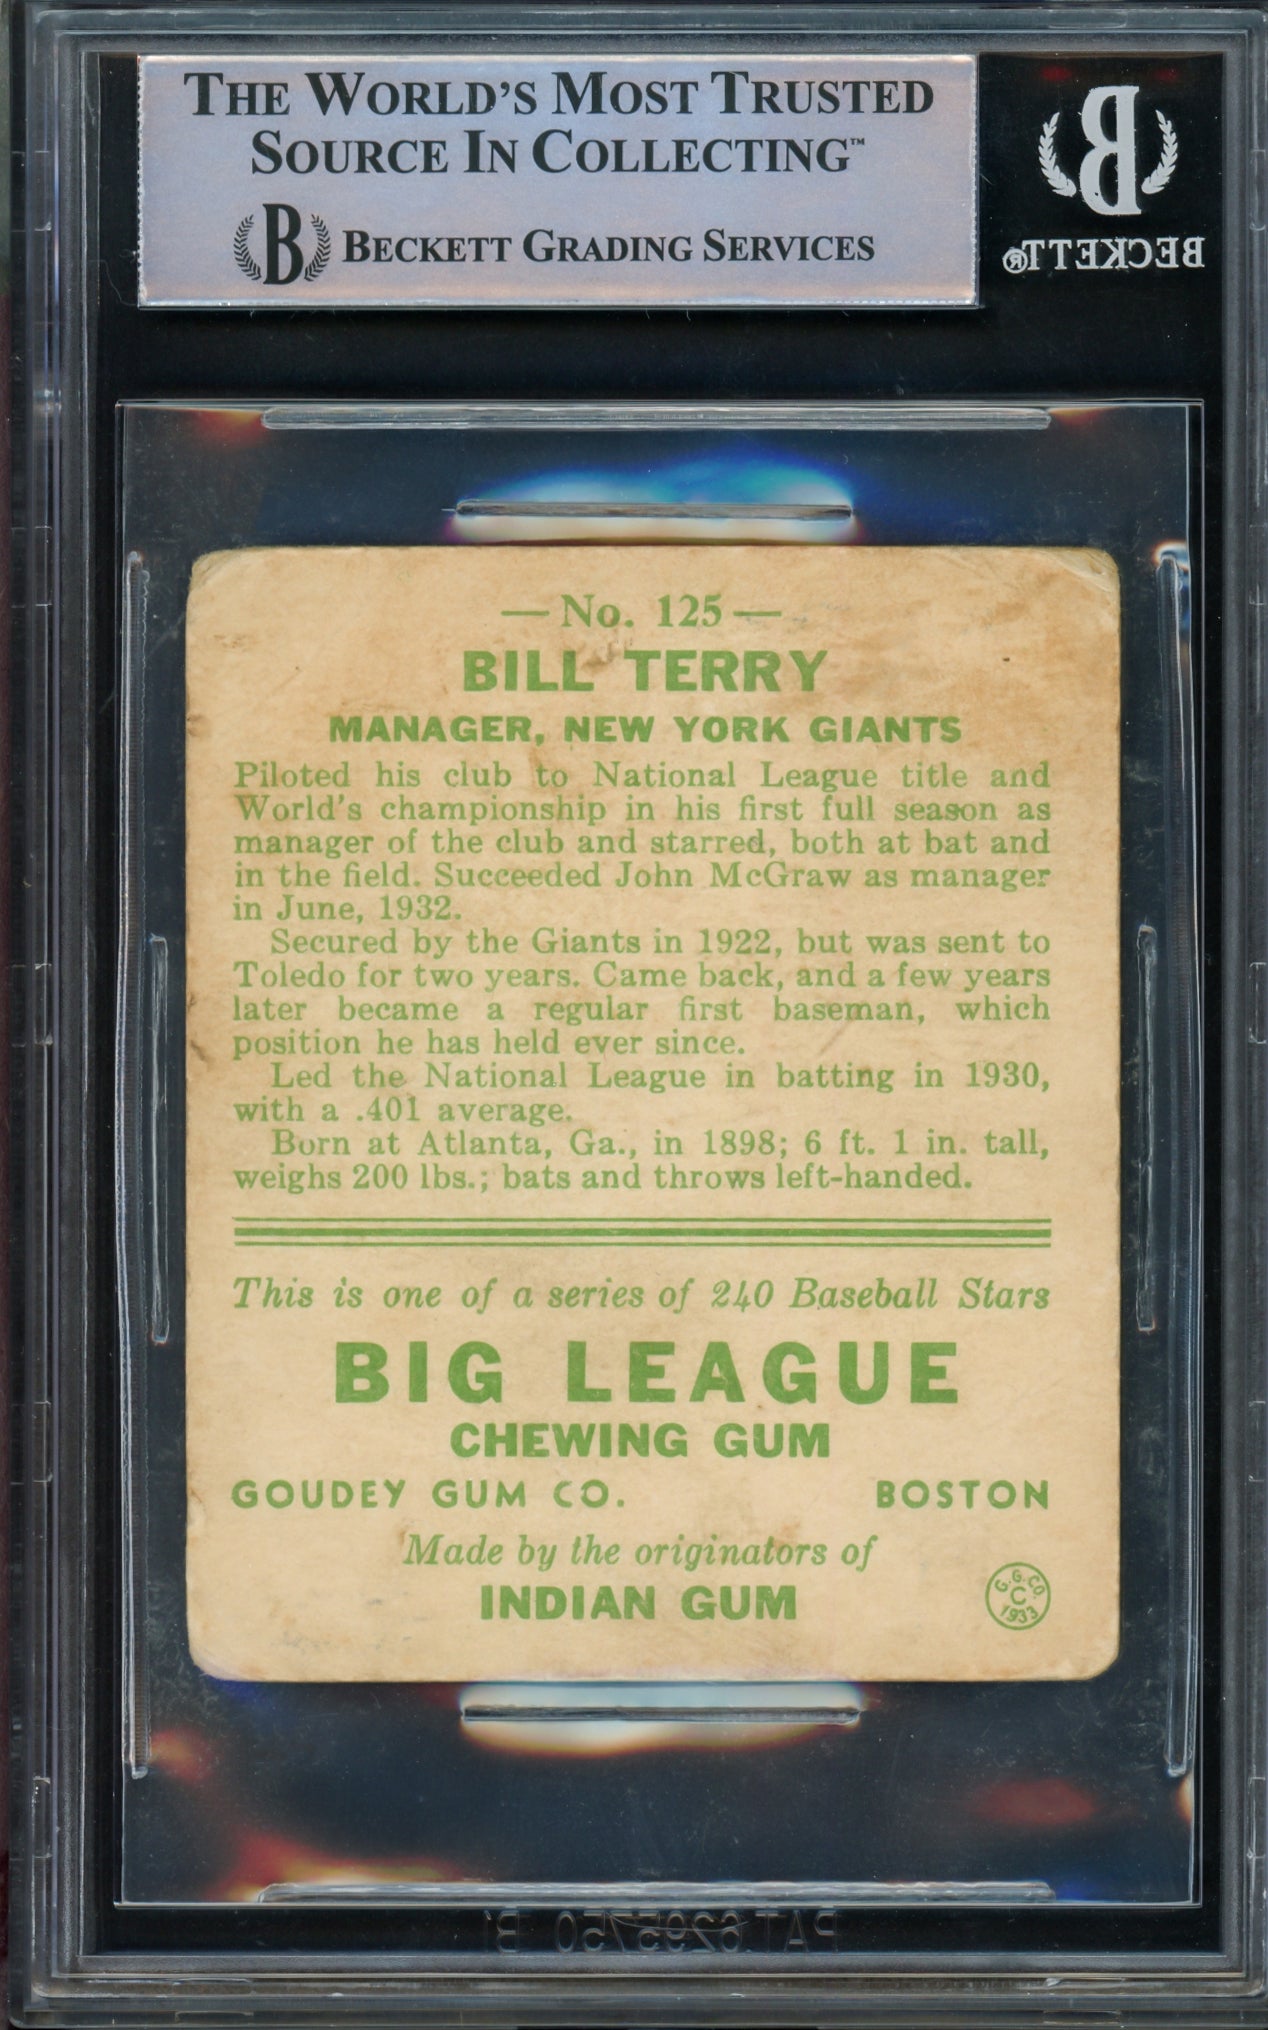 THE WORLD'S MOST TRUSTED
SOURCE IN COLLECTING™
B BECKETT GRADING SERVICES
B
BECKETT®
— No. 125 —
BILL TERRY
MANAGER, NEW YORK GIANTS
Piloted his club to National League title and
World's championship in his first full season as
manager of the club and starred, both at bat and
in the field. Succeeded John McGraw as manager
in June, 1932.
Secured by the Giants in 1922, but was sent to
Toledo for two years. Came back, and a few years
later became a regular first baseman, which
position he has held ever since.
Led the National League in batting in 1930,
with a .401 average.
Born at Atlanta, Ga., in 1898; 6 ft. 1 in. tall,
weighs 200 lbs.; bats and throws left-handed.
This is one of a series of 240 Baseball Stars
BIG LEAGUE
CHEWING GUM
GOUDEY GUM CO. BOSTON
Made by the originators of
INDIAN GUM
G.G.CO.
C
1933
PAT.6295750 B1